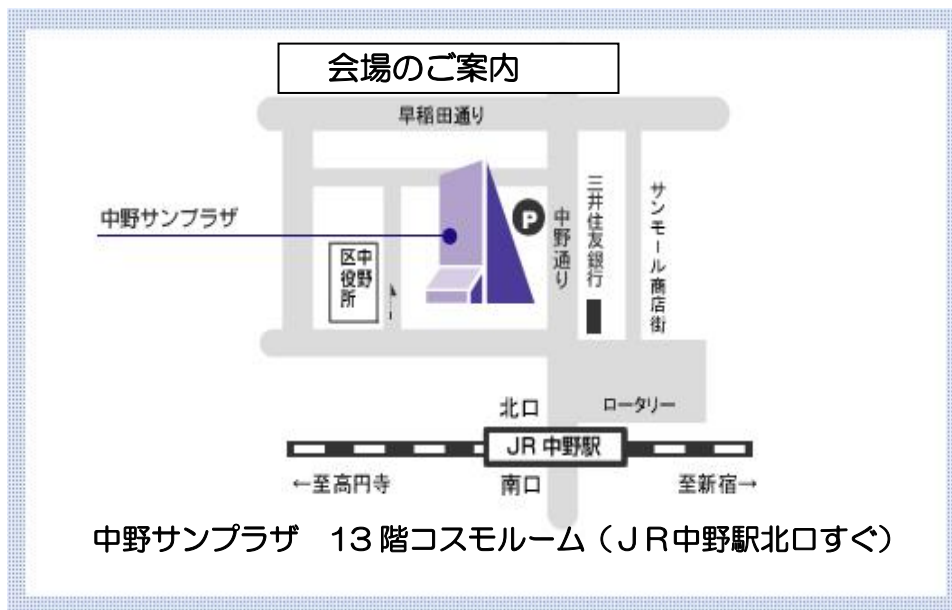 会場のご案内
早稲田通り
中野サンプラザ
中野
区役所
P
中野通り
三井住友銀行
サンモール商店街
北口
ロータリー
JR 中野駅
←至高円寺
南口
至新宿→
中野サンプラザ　13階コスモルーム（ＪＲ中野駅北口すぐ）